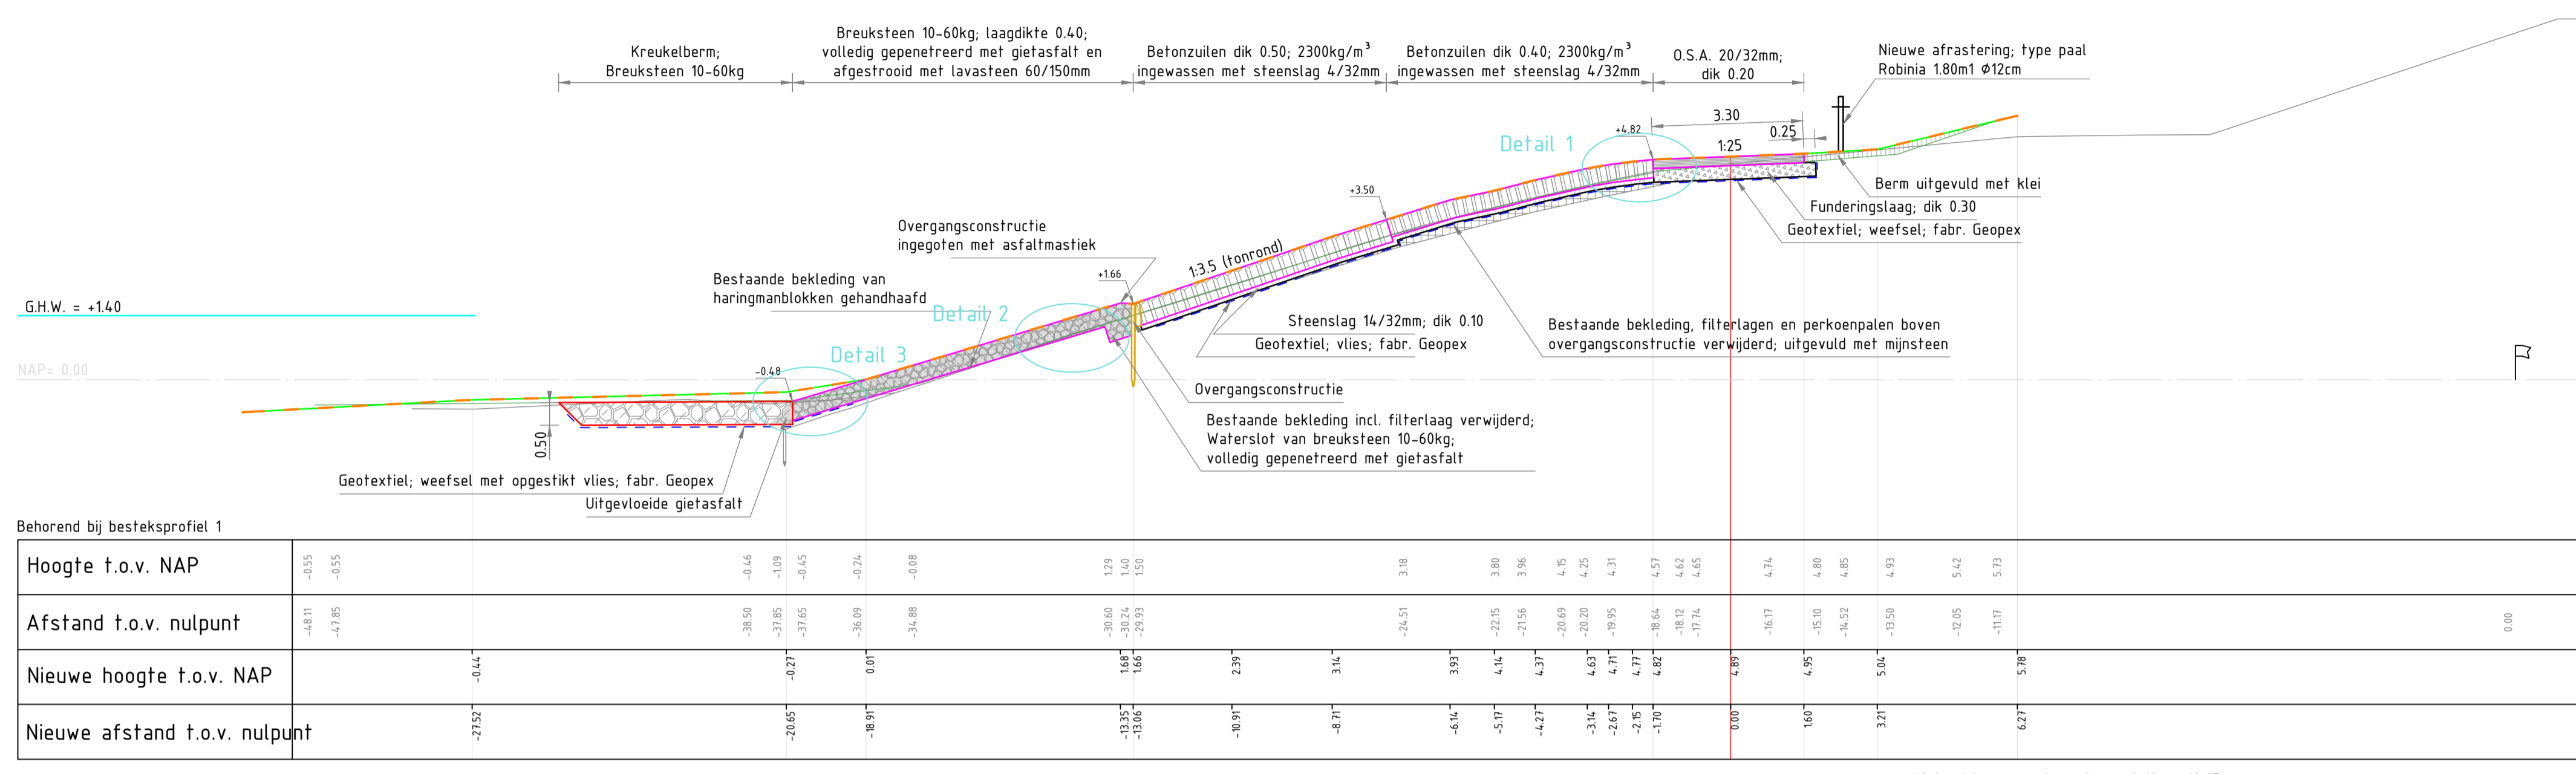 Kreukelberm;
Breuksteen 10-60kg
Breuksteen 10-60kg; laagdikte 0.40;
volledig gepenetreerd met gietasfalt en
afgestrooid met lavasteen 60/150mm
Betonzuilen dik 0.50; 2300kg/m³
ingewassen met steenslag 4/32mm
Betonzuilen dik 0.40; 2300kg/m³
ingewassen met steenslag 4/32mm
O.S.A. 20/32mm;
dik 0.20
Nieuwe afrastering; type paal
Robinia 1.80m1 ø12cm
3.30
0.25
1:25
+4.82
Detail 1
Berm uitgevuld met klei
Funderingslaag; dik 0.30
Geotextiel; weefsel; fabr. Geopex
+3.50
Overgangsconstructie
ingegoten met asfaltmastiek
1:3.5 (tonrond)
+1.66
Bestaande bekleding van
haringmanblokken gehandhaafd
Detail 2
G.H.W. = +1.40
Steenslag 14/32mm; dik 0.10
Geotextiel; vlies; fabr. Geopex
Bestaande bekleding, filterlagen en perkoenpalen boven
overgangsconstructie verwijderd; uitgevuld met mijnsteen
Detail 3
NAP= 0.00
-0.48
Overgangsconstructie
0.50
Bestaande bekleding incl. filterlaag verwijderd;
Waterslot van breuksteen 10-60kg;
volledig gepenetreerd met gietasfalt
Geotextiel; weefsel met opgestikt vlies; fabr. Geopex
Uitgevloeide gietasfalt
Behorend bij besteksprofiel 1
Hoogte t.o.v. NAP -0.55 -0.55 -0.46 -1.09 -0.45 -0.24 -0.08 1.29 1.40 1.50 3.18 3.80 3.96 4.15 4.25 4.31 4.57 4.62 4.65 4.74 4.80 4.85 4.93 5.42 5.73
Afstand t.o.v. nulpunt -48.11 -47.85 -38.50 -37.85 -37.65 -36.09 -34.88 -30.60 -30.24 -29.93 -24.51 -22.15 -21.56 -20.69 -20.20 -19.95 -18.64 -18.12 -17.74 -16.17 -15.10 -14.52 -13.50 -12.05 -11.17 0.00
Nieuwe hoogte t.o.v. NAP -0.44 -0.27 0.01 1.68 1.66 2.39 3.14 3.93 4.14 4.37 4.63 4.71 4.77 4.82 4.89 4.95 5.04 5.78
Nieuwe afstand t.o.v. nulpunt -27.52 -20.65 -18.91 -13.35 -13.06 -10.91 -8.71 -6.14 -5.17 -4.27 -3.14 -2.67 -2.15 -1.70 0.00 1.60 3.21 6.27